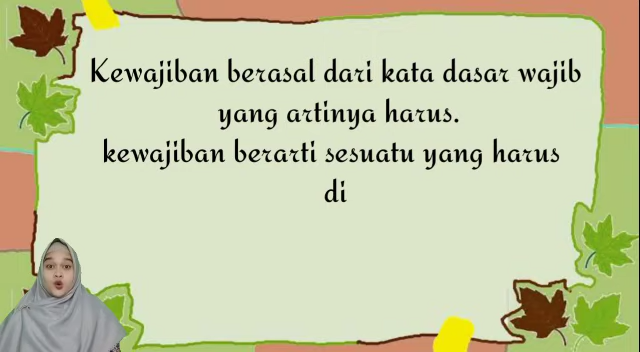 Kewajiban berasal dari kata dasar wajib
yang artinya harus.
kewajiban berarti sesuatu yang harus
di